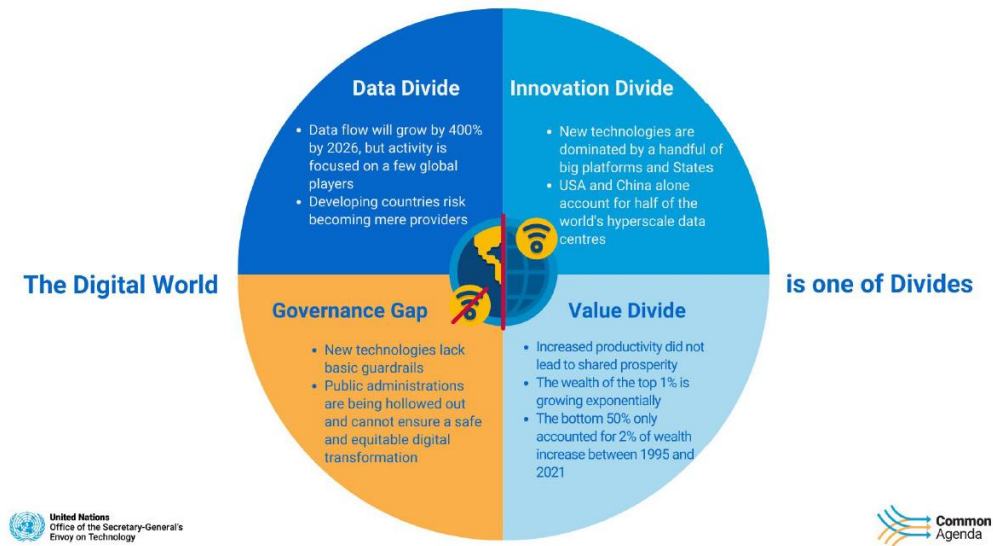 Data Divide
• Data flow will grow by 400%
by 2026, but activity is
focused on a few global
players
• Developing countries risk
becoming mere providers
Innovation Divide
• New technologies are
dominated by a handful of
big platforms and States
• USA and China alone
account for half of the
world's hyperscale data
centres
The Digital World
is one of Divides
Governance Gap
• New technologies lack
basic guardrails
• Public administrations
are being hollowed out
and cannot ensure a safe
and equitable digital
transformation
Value Divide
• Increased productivity did not
lead to shared prosperity
• The wealth of the top 1% is
growing exponentially
• The bottom 50% only
accounted for 2% of wealth
increase between 1995 and
2021
United Nations
Office of the Secretary-General's
Envoy on Technology
Common
Agenda